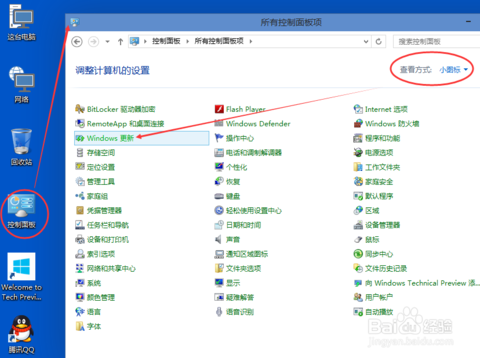 这台电脑
网络
回收站
控制面板
Welcome to
Tech Previ...
腾讯QQ
所有控制面板项
控制面板 › 所有控制面板项 ›
搜索控制面板
调整计算机的设置
查看方式: 小图标
BitLocker 驱动器加密
Flash Player
Internet 选项
RemoteApp 和桌面连接
Windows Defender
Windows 防火墙
Windows 更新
操作中心
程序和功能
存储空间
电话和调制解调器
电源选项
定位设置
个性化
工作文件夹
管理工具
恢复
家庭安全
家庭组
键盘
默认程序
凭据管理器
轻松使用设置中心
区域
任务栏和导航
日期和时间
设备管理器
设备和打印机
声音
鼠标
索引选项
通知区域图标
同步中心
网络和共享中心
文件夹选项
文件历史记录
系统
显示
向 Windows Technical Preview 添...
颜色管理
疑难解答
用户帐户
语言
语音识别
自动播放
字体
Baidu 经验
jingyan.baidu.com